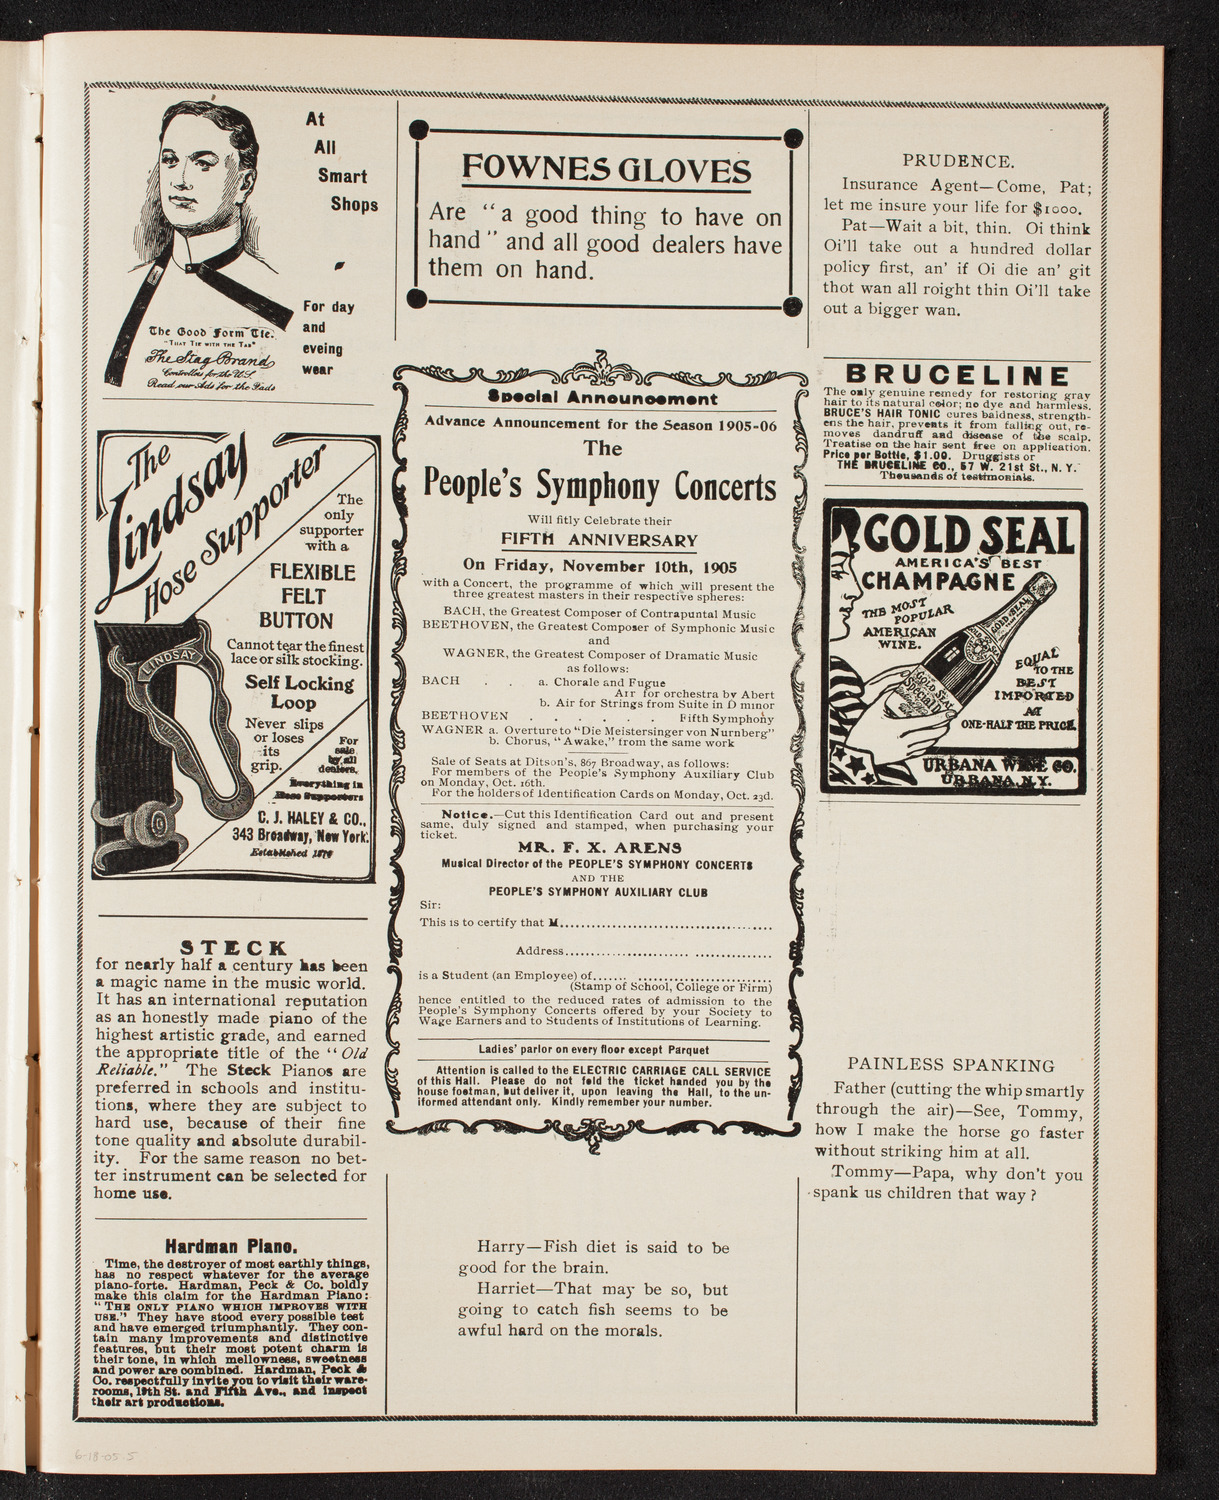 At
All
Smart
Shops
For day
and
eveing
wear
The Good Form Tie.
"THAT TIE WITH THE TAB"
The Stag Brand
Controllers for the U.S.
Read our Ads for the Fads
The
Lindsay
Hose Supporter
The
only
supporter
with a
FLEXIBLE
FELT
BUTTON
Cannot tear the finest
lace or silk stocking.
Self Locking
Loop
Never slips
or loses
its
grip.
For
sale
by all
dealers.
Everything in
Hose Supporters
C. J. HALEY & CO.,
343 Broadway, New York.
Established 1870
LINDSAY
STECK
for nearly half a century has been
a magic name in the music world.
It has an international reputation
as an honestly made piano of the
highest artistic grade, and earned
the appropriate title of the "Old
Reliable." The Steck Pianos are
preferred in schools and institu-
tions, where they are subject to
hard use, because of their fine
tone quality and absolute durabil-
ity. For the same reason no bet-
ter instrument can be selected for
home use.
Hardman Piano.
Time, the destroyer of most earthly things,
has no respect whatever for the average
piano-forte. Hardman, Peck & Co. boldly
make this claim for the Hardman Piano:
"THE ONLY PIANO WHICH IMPROVES WITH
USE." They have stood every possible test
and have emerged triumphantly. They con-
tain many improvements and distinctive
features, but their most potent charm is
their tone, in which mellowness, sweetness
and power are combined. Hardman, Peck &
Co. respectfully invite you to visit their ware-
rooms, 19th St. and Fifth Ave., and inspect
their art productions.
FOWNES GLOVES
Are "a good thing to have on
hand" and all good dealers have
them on hand.
Special Announcement
Advance Announcement for the Season 1905-06
The
People's Symphony Concerts
Will fitly Celebrate their
FIFTH ANNIVERSARY
On Friday, November 10th, 1905
with a Concert, the programme of which will present the
three greatest masters in their respective spheres:
BACH, the Greatest Composer of Contrapuntal Music
BEETHOVEN, the Greatest Composer of Symphonic Music
and
WAGNER, the Greatest Composer of Dramatic Music
as follows:
BACH . . a. Chorale and Fugue
Air for orchestra by Abert
b. Air for Strings from Suite in D minor
BEETHOVEN . . . . . . Fifth Symphony
WAGNER a. Overture to "Die Meistersinger von Nurnberg"
b. Chorus, "Awake," from the same work
Sale of Seats at Ditson's, 867 Broadway, as follows:
For members of the People's Symphony Auxiliary Club
on Monday, Oct. 16th.
For the holders of Identification Cards on Monday, Oct. 23d.
Notice.—Cut this Identification Card out and present
same, duly signed and stamped, when purchasing your
ticket.
MR. F. X. ARENS
Musical Director of the PEOPLE'S SYMPHONY CONCERTS
AND THE
PEOPLE'S SYMPHONY AUXILIARY CLUB
Sir:
This is to certify that M........................................
Address........................................
is a Student (an Employee) of........................................
(Stamp of School, College or Firm)
hence entitled to the reduced rates of admission to the
People's Symphony Concerts offered by your Society to
Wage Earners and to Students of Institutions of Learning.
Ladies' parlor on every floor except Parquet
Attention is called to the ELECTRIC CARRIAGE CALL SERVICE
of this Hall. Please do not fold the ticket handed you by the
house footman, but deliver it, upon leaving the Hall, to the un-
iformed attendant only. Kindly remember your number.
Harry—Fish diet is said to be
good for the brain.
Harriet—That may be so, but
going to catch fish seems to be
awful hard on the morals.
PRUDENCE.
Insurance Agent—Come, Pat;
let me insure your life for $1000.
Pat—Wait a bit, thin. Oi think
Oi'll take out a hundred dollar
policy first, an' if Oi die an' git
thot wan all roight thin Oi'll take
out a bigger wan.
BRUCELINE
The only genuine remedy for restoring gray
hair to its natural color; no dye and harmless.
BRUCE'S HAIR TONIC cures baldness, strength-
ens the hair, prevents it from falling out, re-
moves dandruff and disease of the scalp.
Treatise on the hair sent free on application.
Price per Bottle, $1.00. Druggists or
THE BRUCELINE CO., 57 W. 21st St., N. Y.
Thousands of testimonials.
GOLD SEAL
AMERICA'S BEST
CHAMPAGNE
THE MOST
POPULAR
AMERICAN
WINE.
GOLD SEAL
Gold Seal
Special
EQUAL
TO THE
BEST
IMPORTED
AT
ONE-HALF THE PRICE.
URBANA WINE CO.
URBANA, N.Y.
PAINLESS SPANKING
Father (cutting the whip smartly
through the air)—See, Tommy,
how I make the horse go faster
without striking him at all.
Tommy—Papa, why don't you
spank us children that way?
6-18-05 5